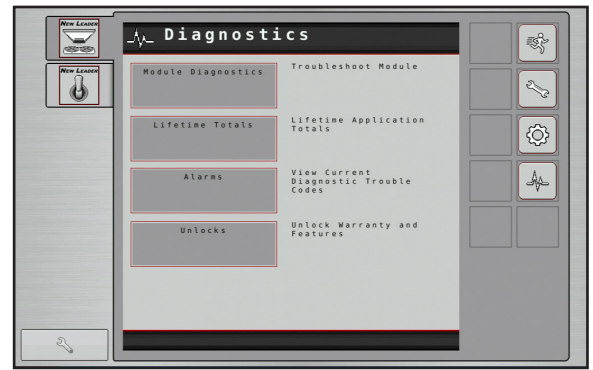 NEW LEADER
NEW LEADER
Diagnostics
Module Diagnostics
Troubleshoot Module
Lifetime Totals
Lifetime Application
Totals
Alarms
View Current
Diagnostic Trouble
Codes
Unlocks
Unlock Warranty and
Features